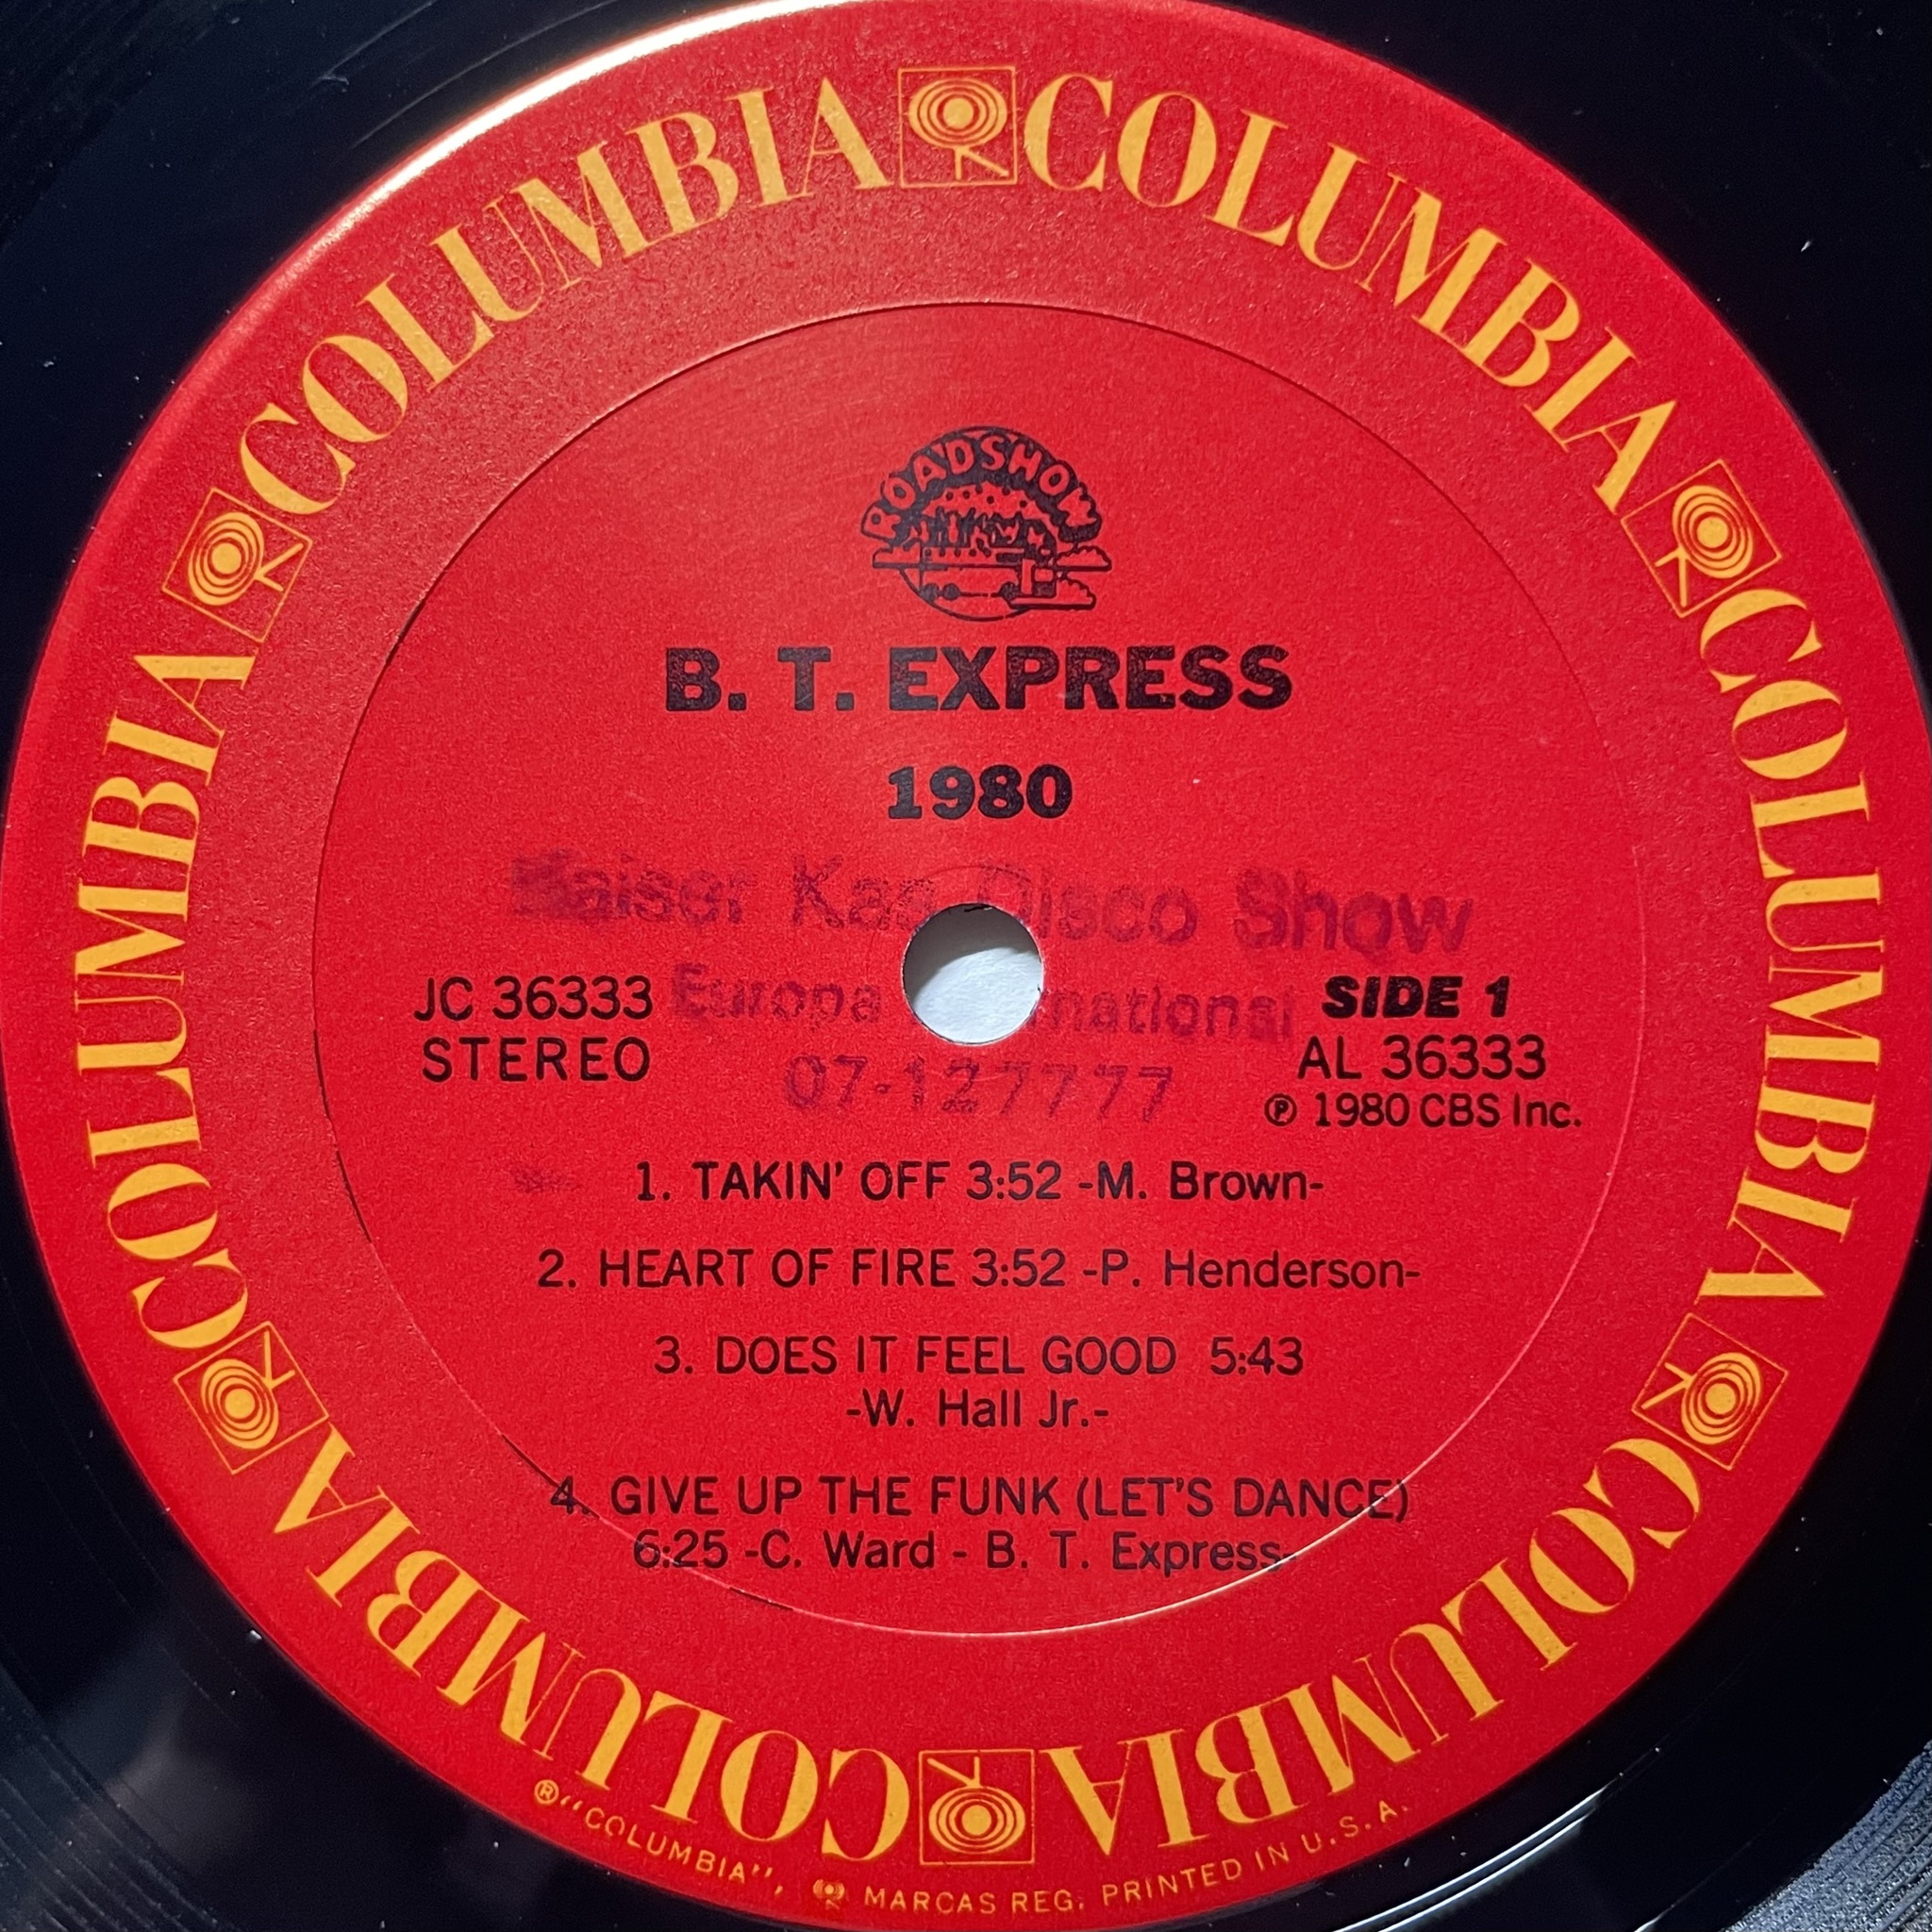 COLUMBIA COLUMBIA COLUMBIA COLUMBIA COLUMBIA COLUMBIA
ROADSHOW
B. T. EXPRESS
1980
Kaiser Kas Disco Show
JC 36333
STEREO
Europa national
07-127777
SIDE 1
AL 36333
℗ 1980 CBS Inc.
1. TAKIN' OFF 3:52 -M. Brown-
2. HEART OF FIRE 3:52 -P. Henderson-
3. DOES IT FEEL GOOD 5:43
-W. Hall Jr.-
4. GIVE UP THE FUNK (LET'S DANCE)
6:25 -C. Ward - B. T. Express-
® "COLUMBIA", MARCAS REG. PRINTED IN U.S.A.